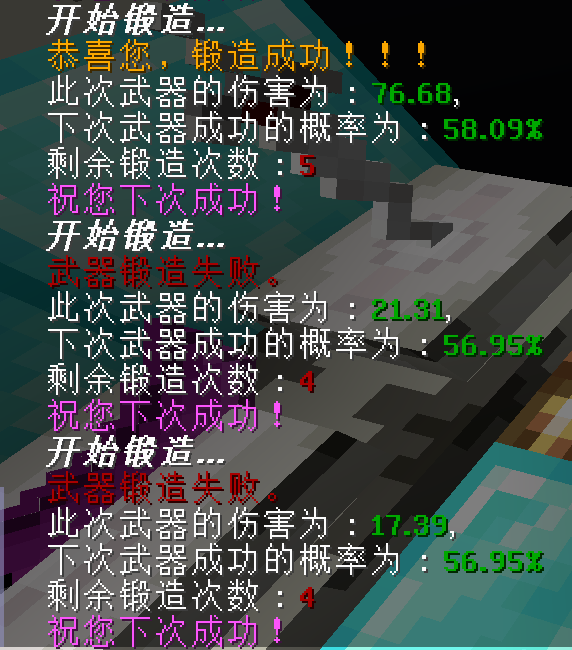 开始锻造...
恭喜您，锻造成功！！！
此次武器的伤害为：76.68,
下次武器成功的概率为：58.09%
剩余锻造次数：5
祝您下次成功！
开始锻造...
武器锻造失败。
此次武器的伤害为：21.31,
下次武器成功的概率为：56.95%
剩余锻造次数：4
祝您下次成功！
开始锻造...
武器锻造失败。
此次武器的伤害为：17.39,
下次武器成功的概率为：56.95%
剩余锻造次数：4
祝您下次成功！